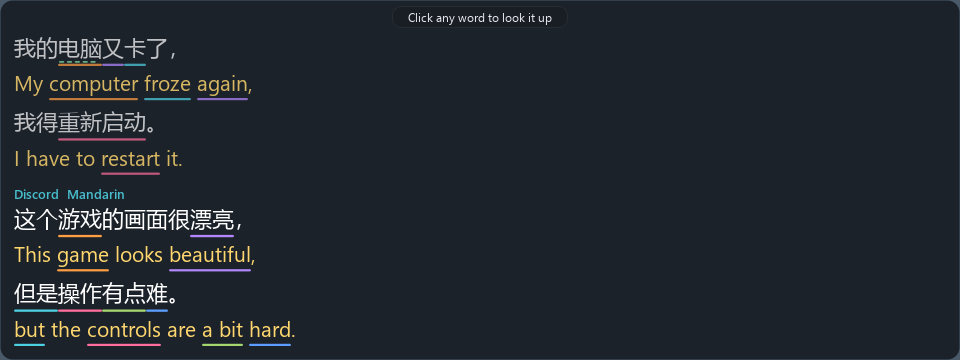 Click any word to look it up
我的电脑又卡了，
My computer froze again,
我得重新启动。
I have to restart it.
Discord Mandarin
这个游戏的画面很漂亮，
This game looks beautiful,
但是操作有点难。
but the controls are a bit hard.